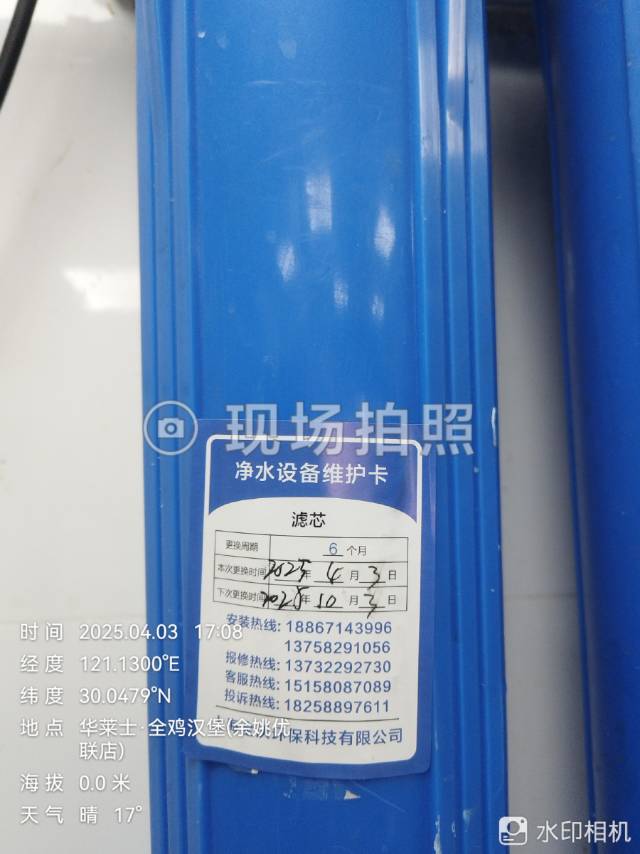 现场拍照
净水设备维护卡
滤芯
更换周期 6 个月
本次更换时间 2025 年 4 月 3 日
下次更换时间 2025 年 10 月 3 日
安装热线: 18867143996
13758291056
报修热线: 13732292730
客服热线: 15158087089
投诉热线: 18258897611
环保科技有限公司
时间 2025.04.03 17:08
经度 121.1300°E
纬度 30.0479°N
地点 华莱士·全鸡汉堡(余姚优
联店)
海拔 0.0 米
天气 晴 17°
水印相机